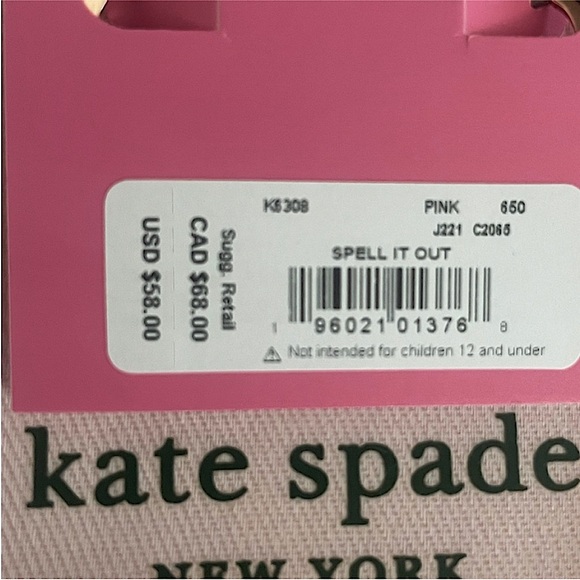 K6308 PINK 650
J221 C2065
SPELL IT OUT
1 96021 01376 8
⚠ Not intended for children 12 and under
Sugg. Retail
CAD $68.00
USD $58.00
kate spade
NEW YORK